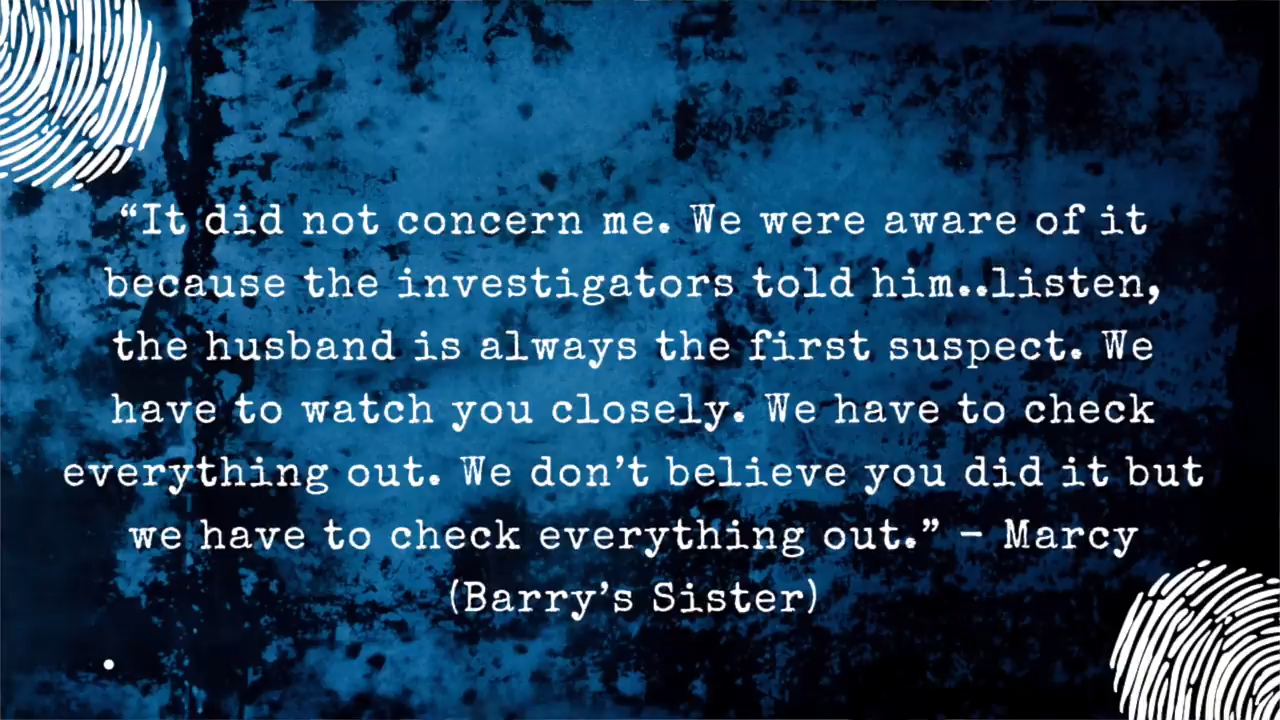 “It did not concern me. We were aware of it
because the investigators told him..listen,
the husband is always the first suspect. We
have to watch you closely. We have to check
everything out. We don’t believe you did it but
we have to check everything out.” - Marcy
(Barry’s Sister)